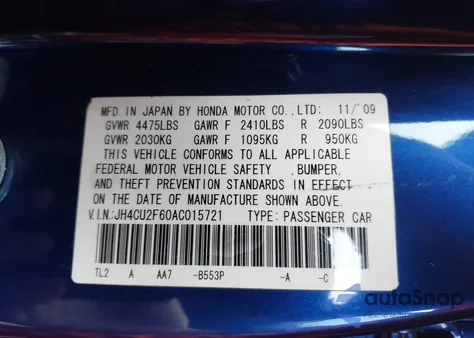 MFD. IN JAPAN BY HONDA MOTOR CO., LTD: 11/'09
GVWR 4475LBS GAWR F 2410LBS R 2090LBS
GVWR 2030KG GAWR F 1095KG R 950KG
THIS VEHICLE CONFORMS TO ALL APPLICABLE
FEDERAL MOTOR VEHICLE SAFETY , BUMPER,
AND THEFT PREVENTION STANDARDS IN EFFECT
ON THE DATE OF MANUFACTURE SHOWN ABOVE.
V.I.N.:JH4CU2F60AC015721 TYPE: PASSENGER CAR
TL2 A AA7 -B553P -A -C
autoSnap